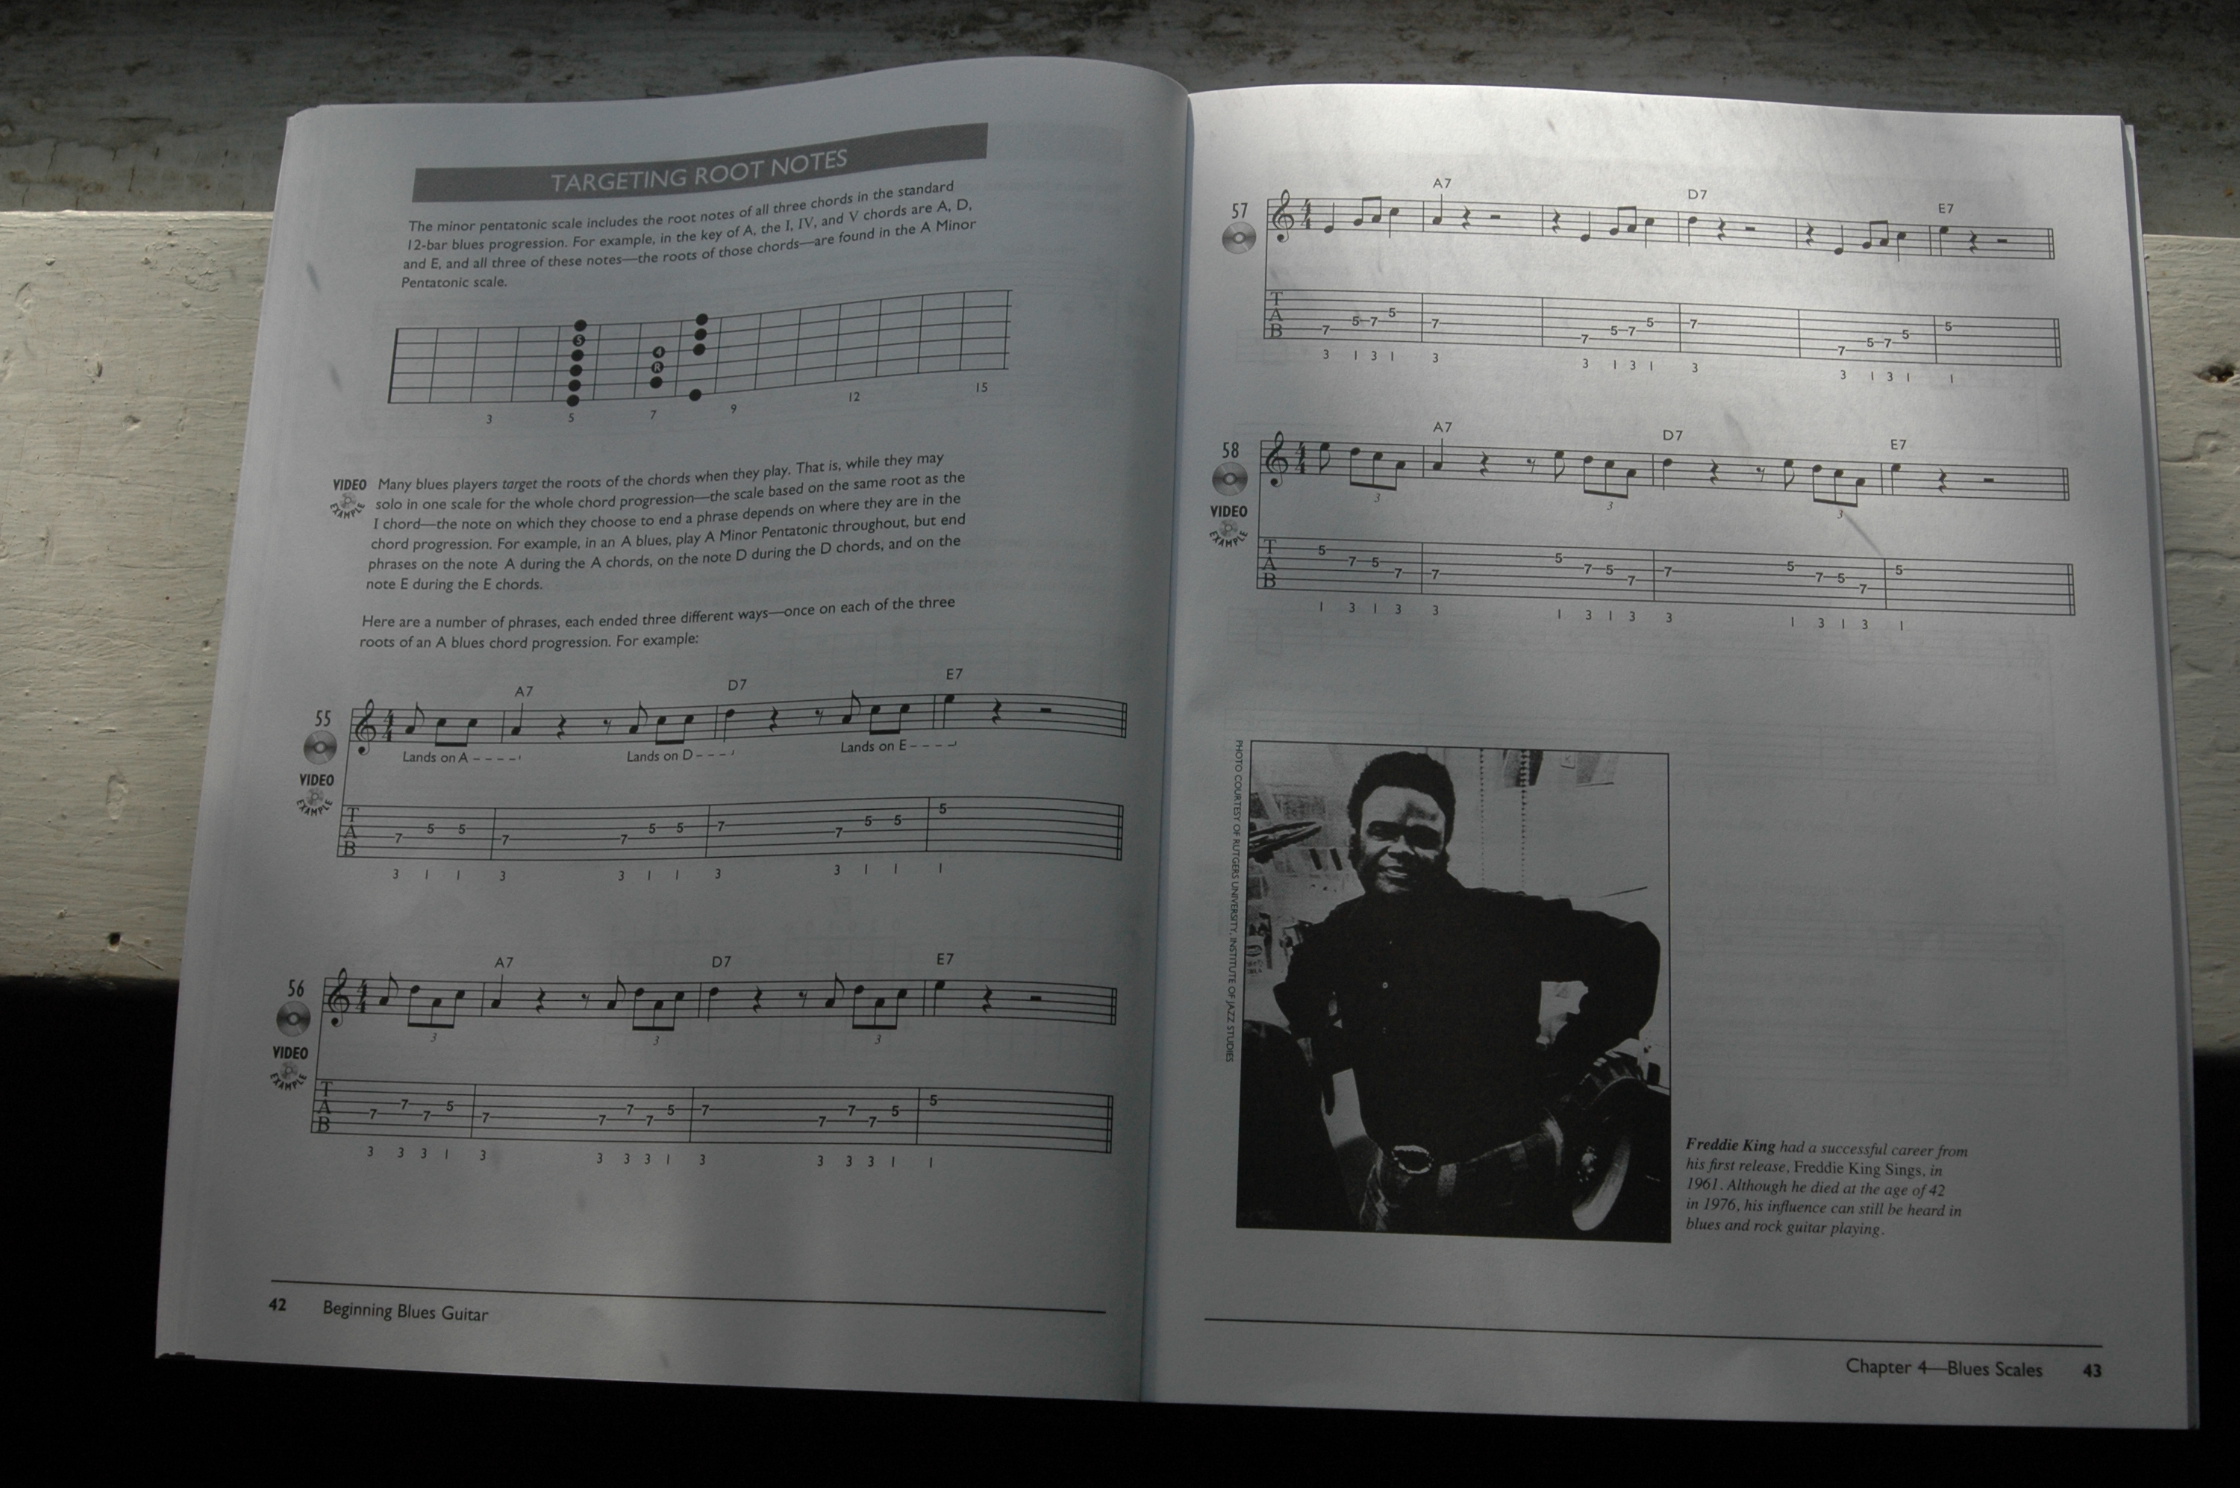 TARGETING ROOT NOTES
The minor pentatonic scale includes the root notes of all three chords in the standard
12-bar blues progression. For example, in the key of A, the I, IV, and V chords are A, D,
and E, and all three of these notes—the roots of those chords—are found in the A Minor
Pentatonic scale.
5
4
R
3 5 7 9 12 15
VIDEO
EXAMPLE
Many blues players target the roots of the chords when they play. That is, while they may
solo in one scale for the whole chord progression—the scale based on the same root as the
I chord—the note on which they choose to end a phrase depends on where they are in the
chord progression. For example, in an A blues, play A Minor Pentatonic throughout, but end
phrases on the note A during the A chords, on the note D during the D chords, and on the
note E during the E chords.
Here are a number of phrases, each ended three different ways—once on each of the three
roots of an A blues chord progression. For example:
A7 D7 E7
55
4
4
Lands on A Lands on D Lands on E
VIDEO
EXAMPLE
T
A
B
7 5 5 7 7 5 5 7 7 5 5 5
3 1 1 3 3 1 1 3 3 1 1 1
A7 D7 E7
56
4
4
3 3 3
VIDEO
EXAMPLE
T
A
B
7 7 7 5 7 7 7 7 5 7 7 7 7 5 5
3 3 3 1 3 3 3 3 1 3 3 3 3 1 1
42 Beginning Blues Guitar
A7 D7 E7
57
4
4
T
A
B
7 5 7 5 7 7 5 7 5 7 7 5 7 5 5
3 1 3 1 3 3 1 3 1 3 3 1 3 1 1
A7 D7 E7
58
4
4
3 3 3
VIDEO
EXAMPLE
T
A
B
5 7 5 7 7 5 7 5 7 7 5 7 5 7 5
1 3 1 3 3 1 3 1 3 3 1 3 1 3 1
PHOTO COURTESY OF RUTGERS UNIVERSITY, INSTITUTE OF JAZZ STUDIES
Freddie King had a successful career from
his first release, Freddie King Sings, in
1961. Although he died at the age of 42
in 1976, his influence can still be heard in
blues and rock guitar playing.
Chapter 4—Blues Scales 43